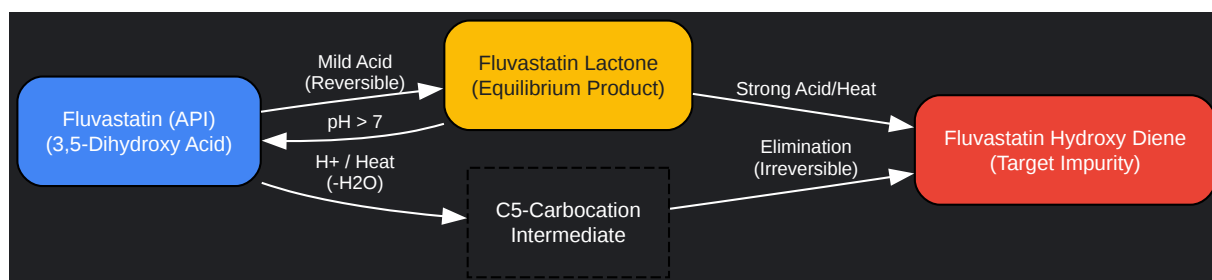 Fluvastatin (API)
(3,5-Dihydroxy Acid)
Mild Acid
(Reversible)
pH > 7
H+ / Heat
(-H2O)
Fluvastatin Lactone
(Equilibrium Product)
C5-Carbocation
Intermediate
Strong Acid/Heat
Elimination
(Irreversible)
Fluvastatin Hydroxy Diene
(Target Impurity)